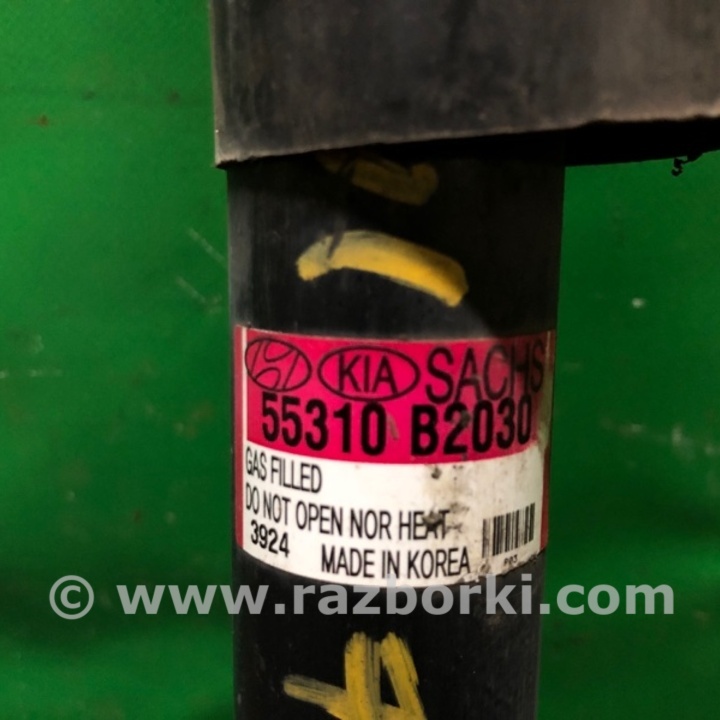 KIA SACHS
55310 B2030
GAS FILLED
DO NOT OPEN NOR HEAT
3924 MADE IN KOREA
© www.razborki.com